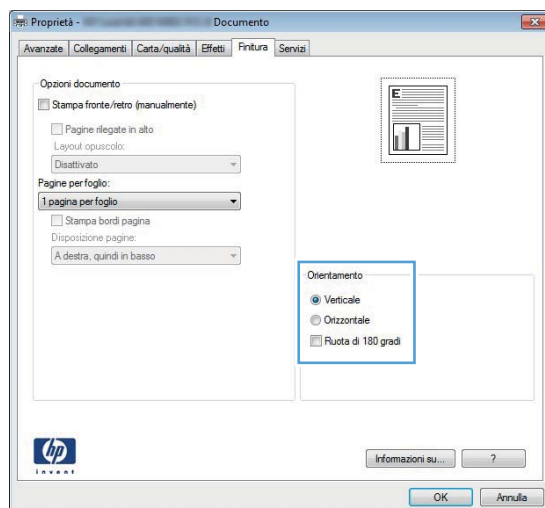 Proprietà - Documento
Avanzate Collegamenti Carta/qualità Effetti Finitura Servizi
Opzioni documento
Stampa fronte/retro (manualmente)
Pagine rilegate in alto
Layout opuscolo:
Disattivato
Pagine per foglio:
1 pagina per foglio
Stampa bordi pagina
Disposizione pagine:
A destra, quindi in basso
E
Orientamento
Verticale
Orizzontale
Ruota di 180 gradi
hp
invent
Informazioni su... ?
OK Annulla